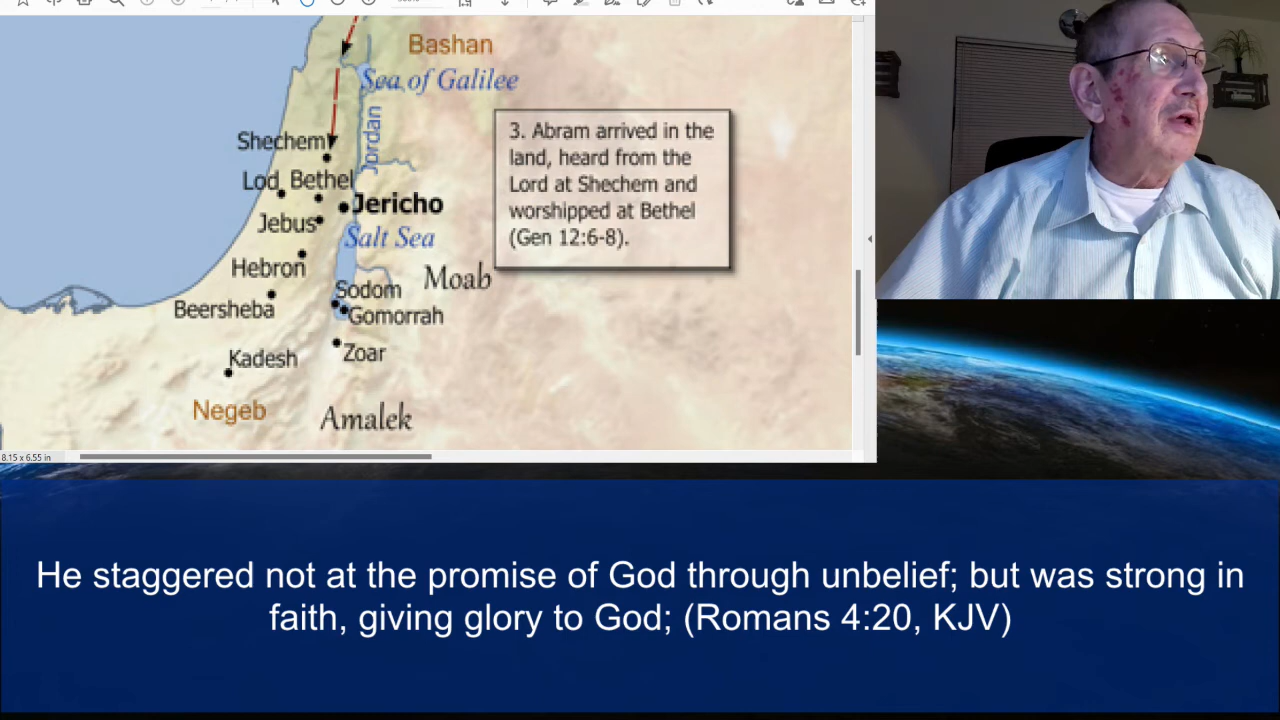 Bashan
Sea of Galilee
Jordan
Shechem
Lod Bethel
Jericho
Jebus
Salt Sea
Hebron
Moab
Sodom
Beersheba
Gomorrah
Zoar
Kadesh
Negeb
Amalek
3. Abram arrived in the
land, heard from the
Lord at Shechem and
worshipped at Bethel
(Gen 12:6-8).
8.15 x 6.55 in
He staggered not at the promise of God through unbelief; but was strong in
faith, giving glory to God; (Romans 4:20, KJV)